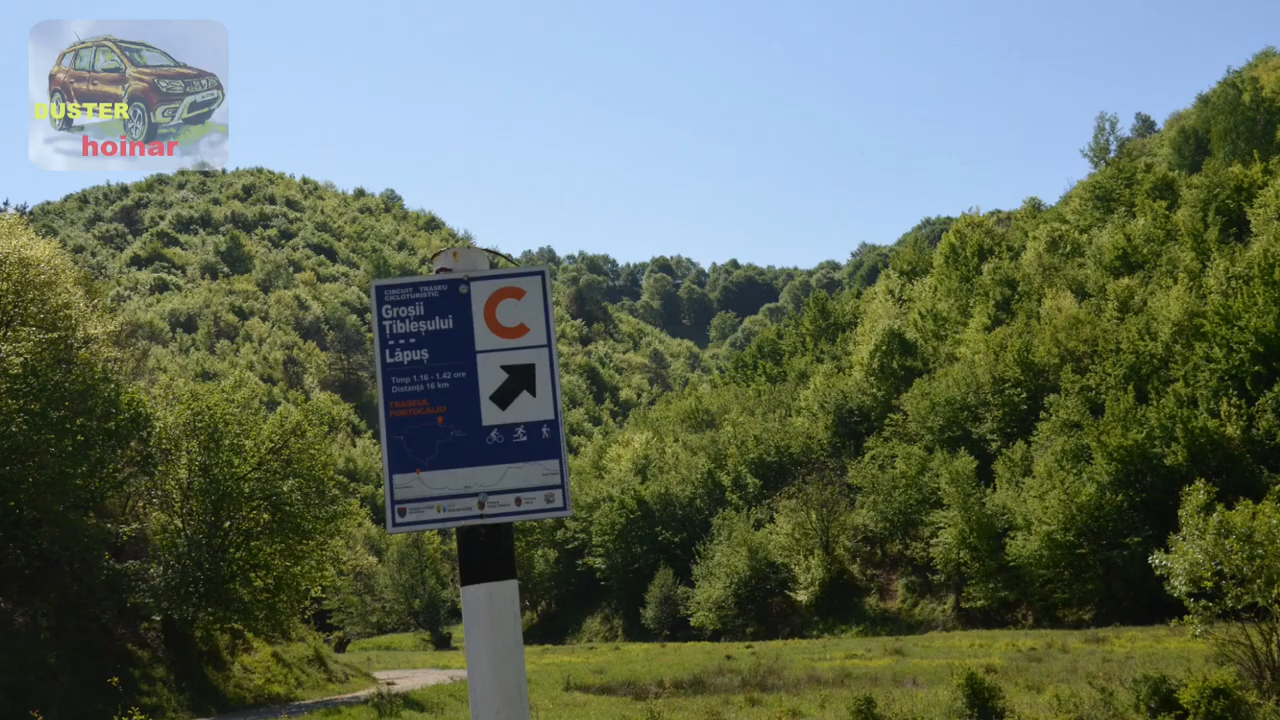 DUSTER
hoinar
CIRCUIT TRASEU
CICLOTURISTIC
Groșii
Țibleșului
---
Lăpuș
Timp 1.16 - 1.42 ore
Distanță 16 km
TRASEUL
PORTOCALIU
C